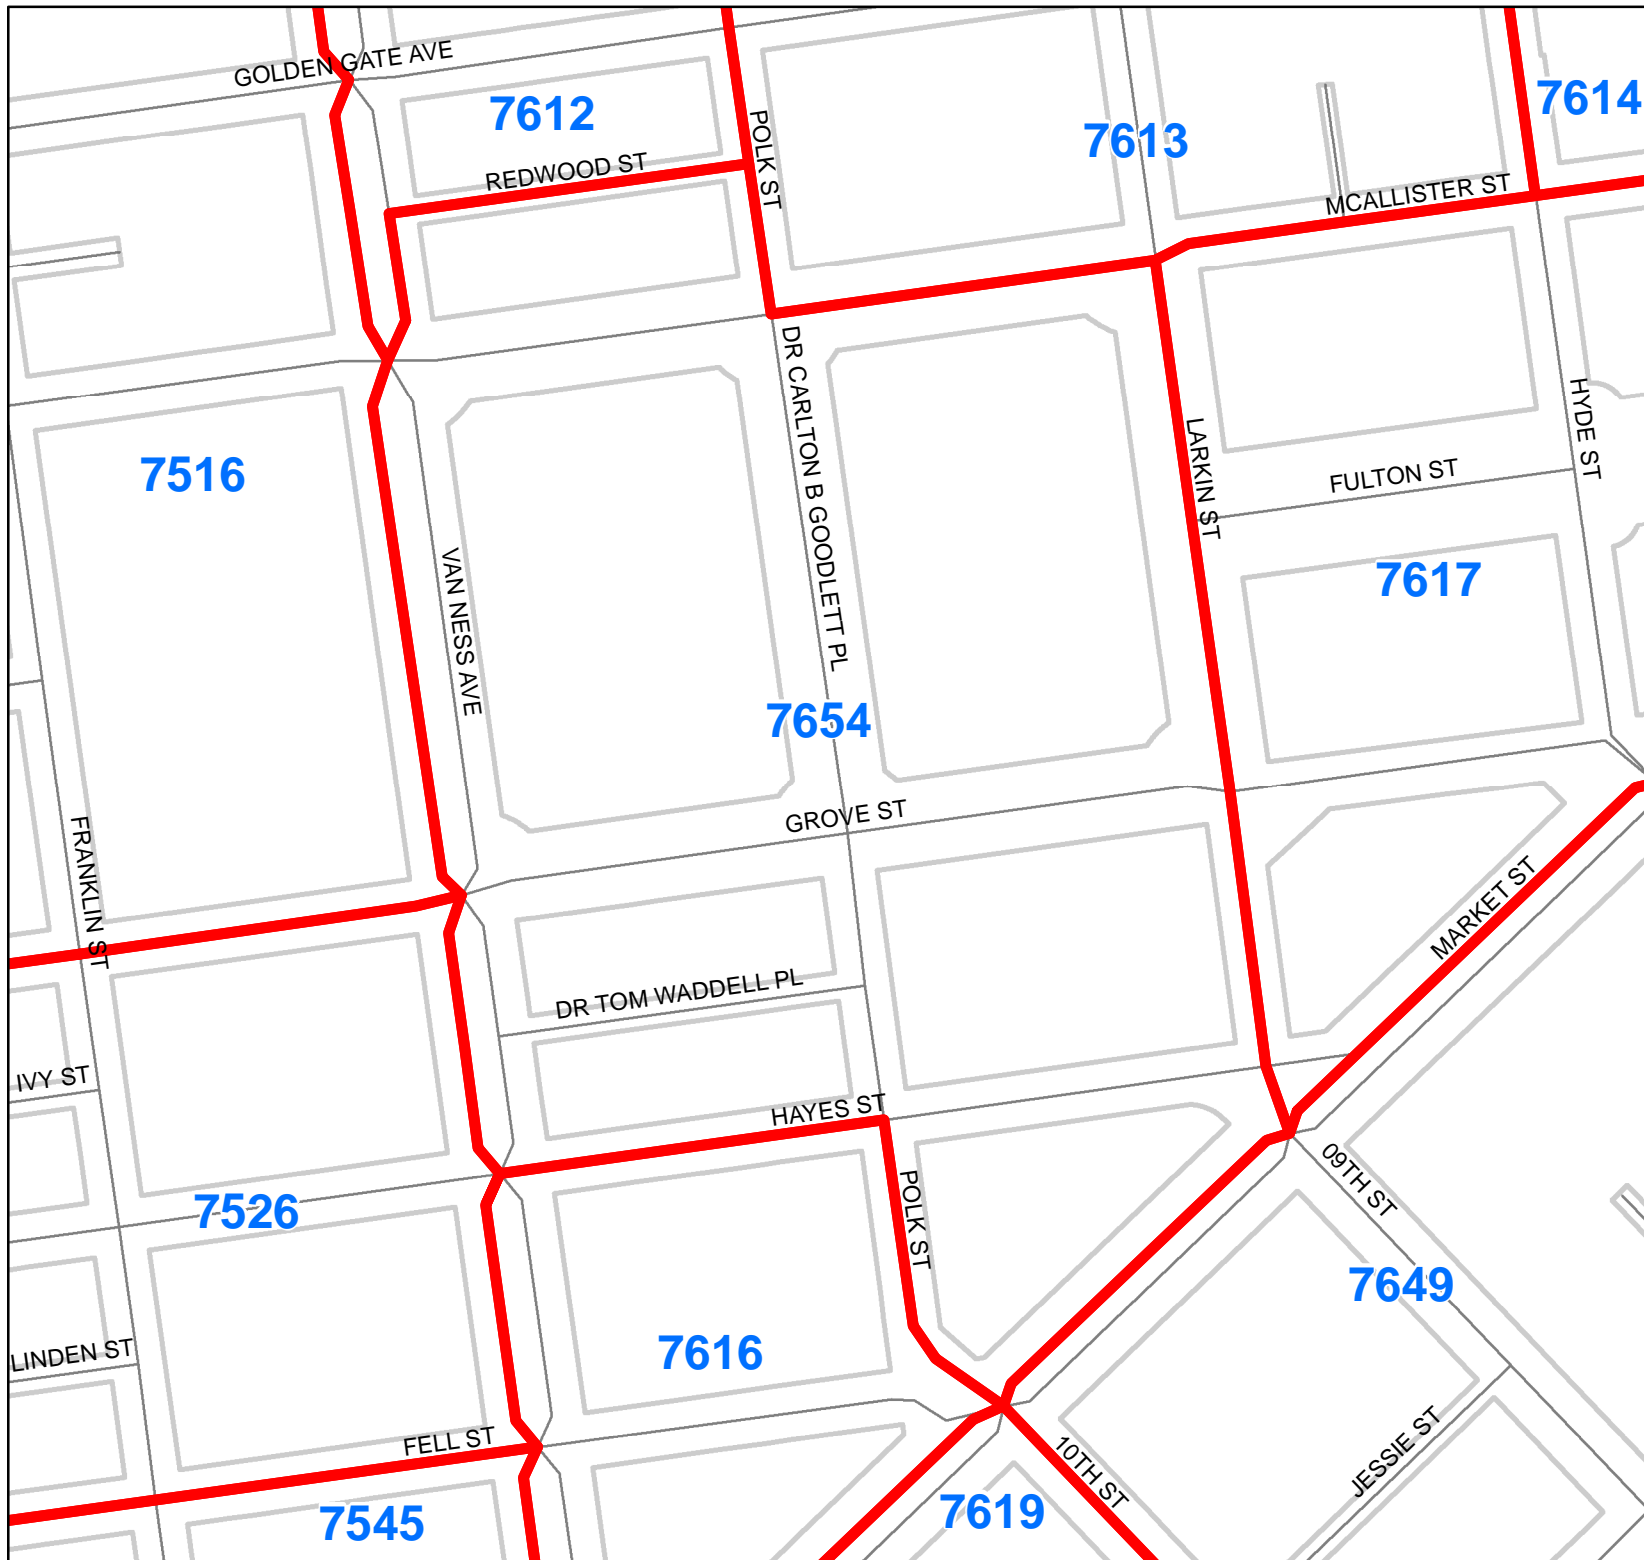 GOLDEN GATE AVE
7612
POLK ST
7613
7614
REDWOOD ST
MCALLISTER ST
DR CARLTON B GOODLETT PL
LARKIN ST
HYDE ST
FULTON ST
7516
VAN NESS AVE
7617
7654
GROVE ST
FRANKLIN ST
MARKET ST
DR TOM WADDELL PL
IVY ST
HAYES ST
09TH ST
POLK ST
7526
7649
LINDEN ST
7616
FELL ST
10TH ST
JESSIE ST
7545
7619